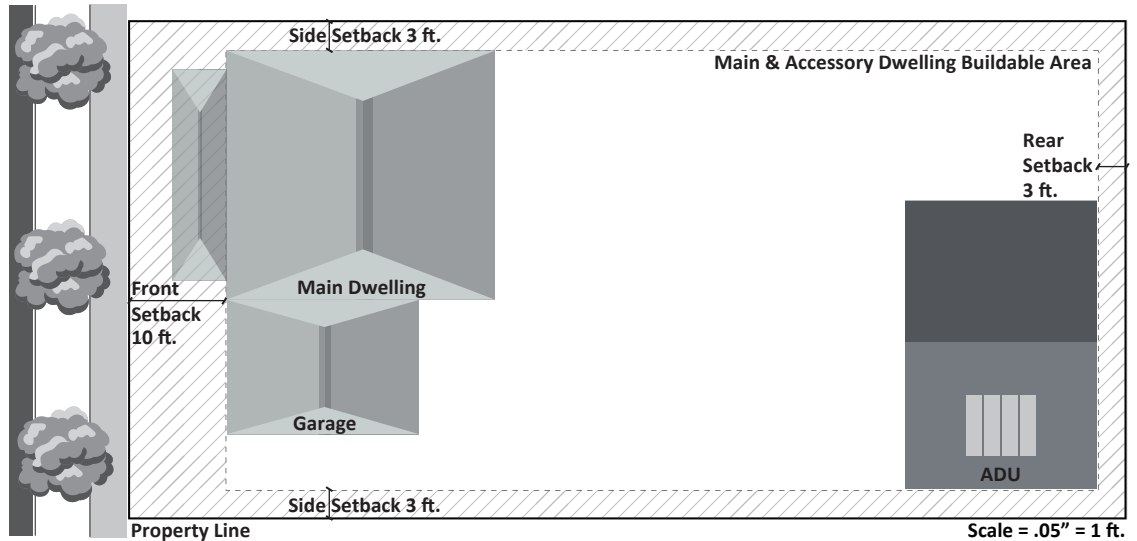 Side Setback 3 ft.
Main & Accessory Dwelling Buildable Area
Rear
Setback
3 ft.
Front
Setback
10 ft.
Main Dwelling
Garage
ADU
Side Setback 3 ft.
Property Line
Scale = .05” = 1 ft.